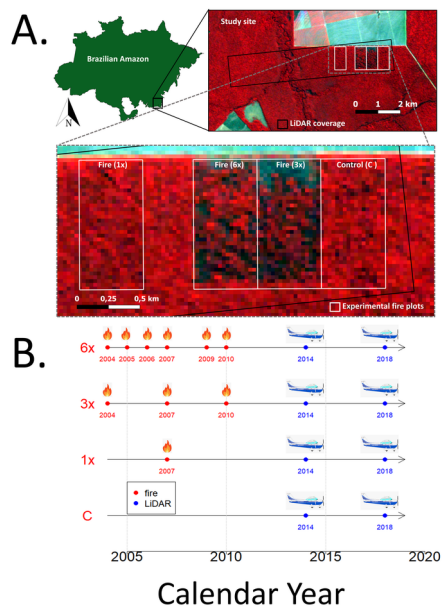 A.
Study site
Brazilian Amazon
N
0 1 2 km
LiDAR coverage
Fire (1x) Fire (6x) Fire (3x) Control (C )
0 0,25 0,5 km
Experimental fire plots
B.
6x
2004 2005 2006 2007 2009 2010 2014 2018
3x
2004 2007 2010 2014 2018
1x
2007 2014 2018
fire
LiDAR
C
2014 2018
2005 2010 2015 2020
Calendar Year